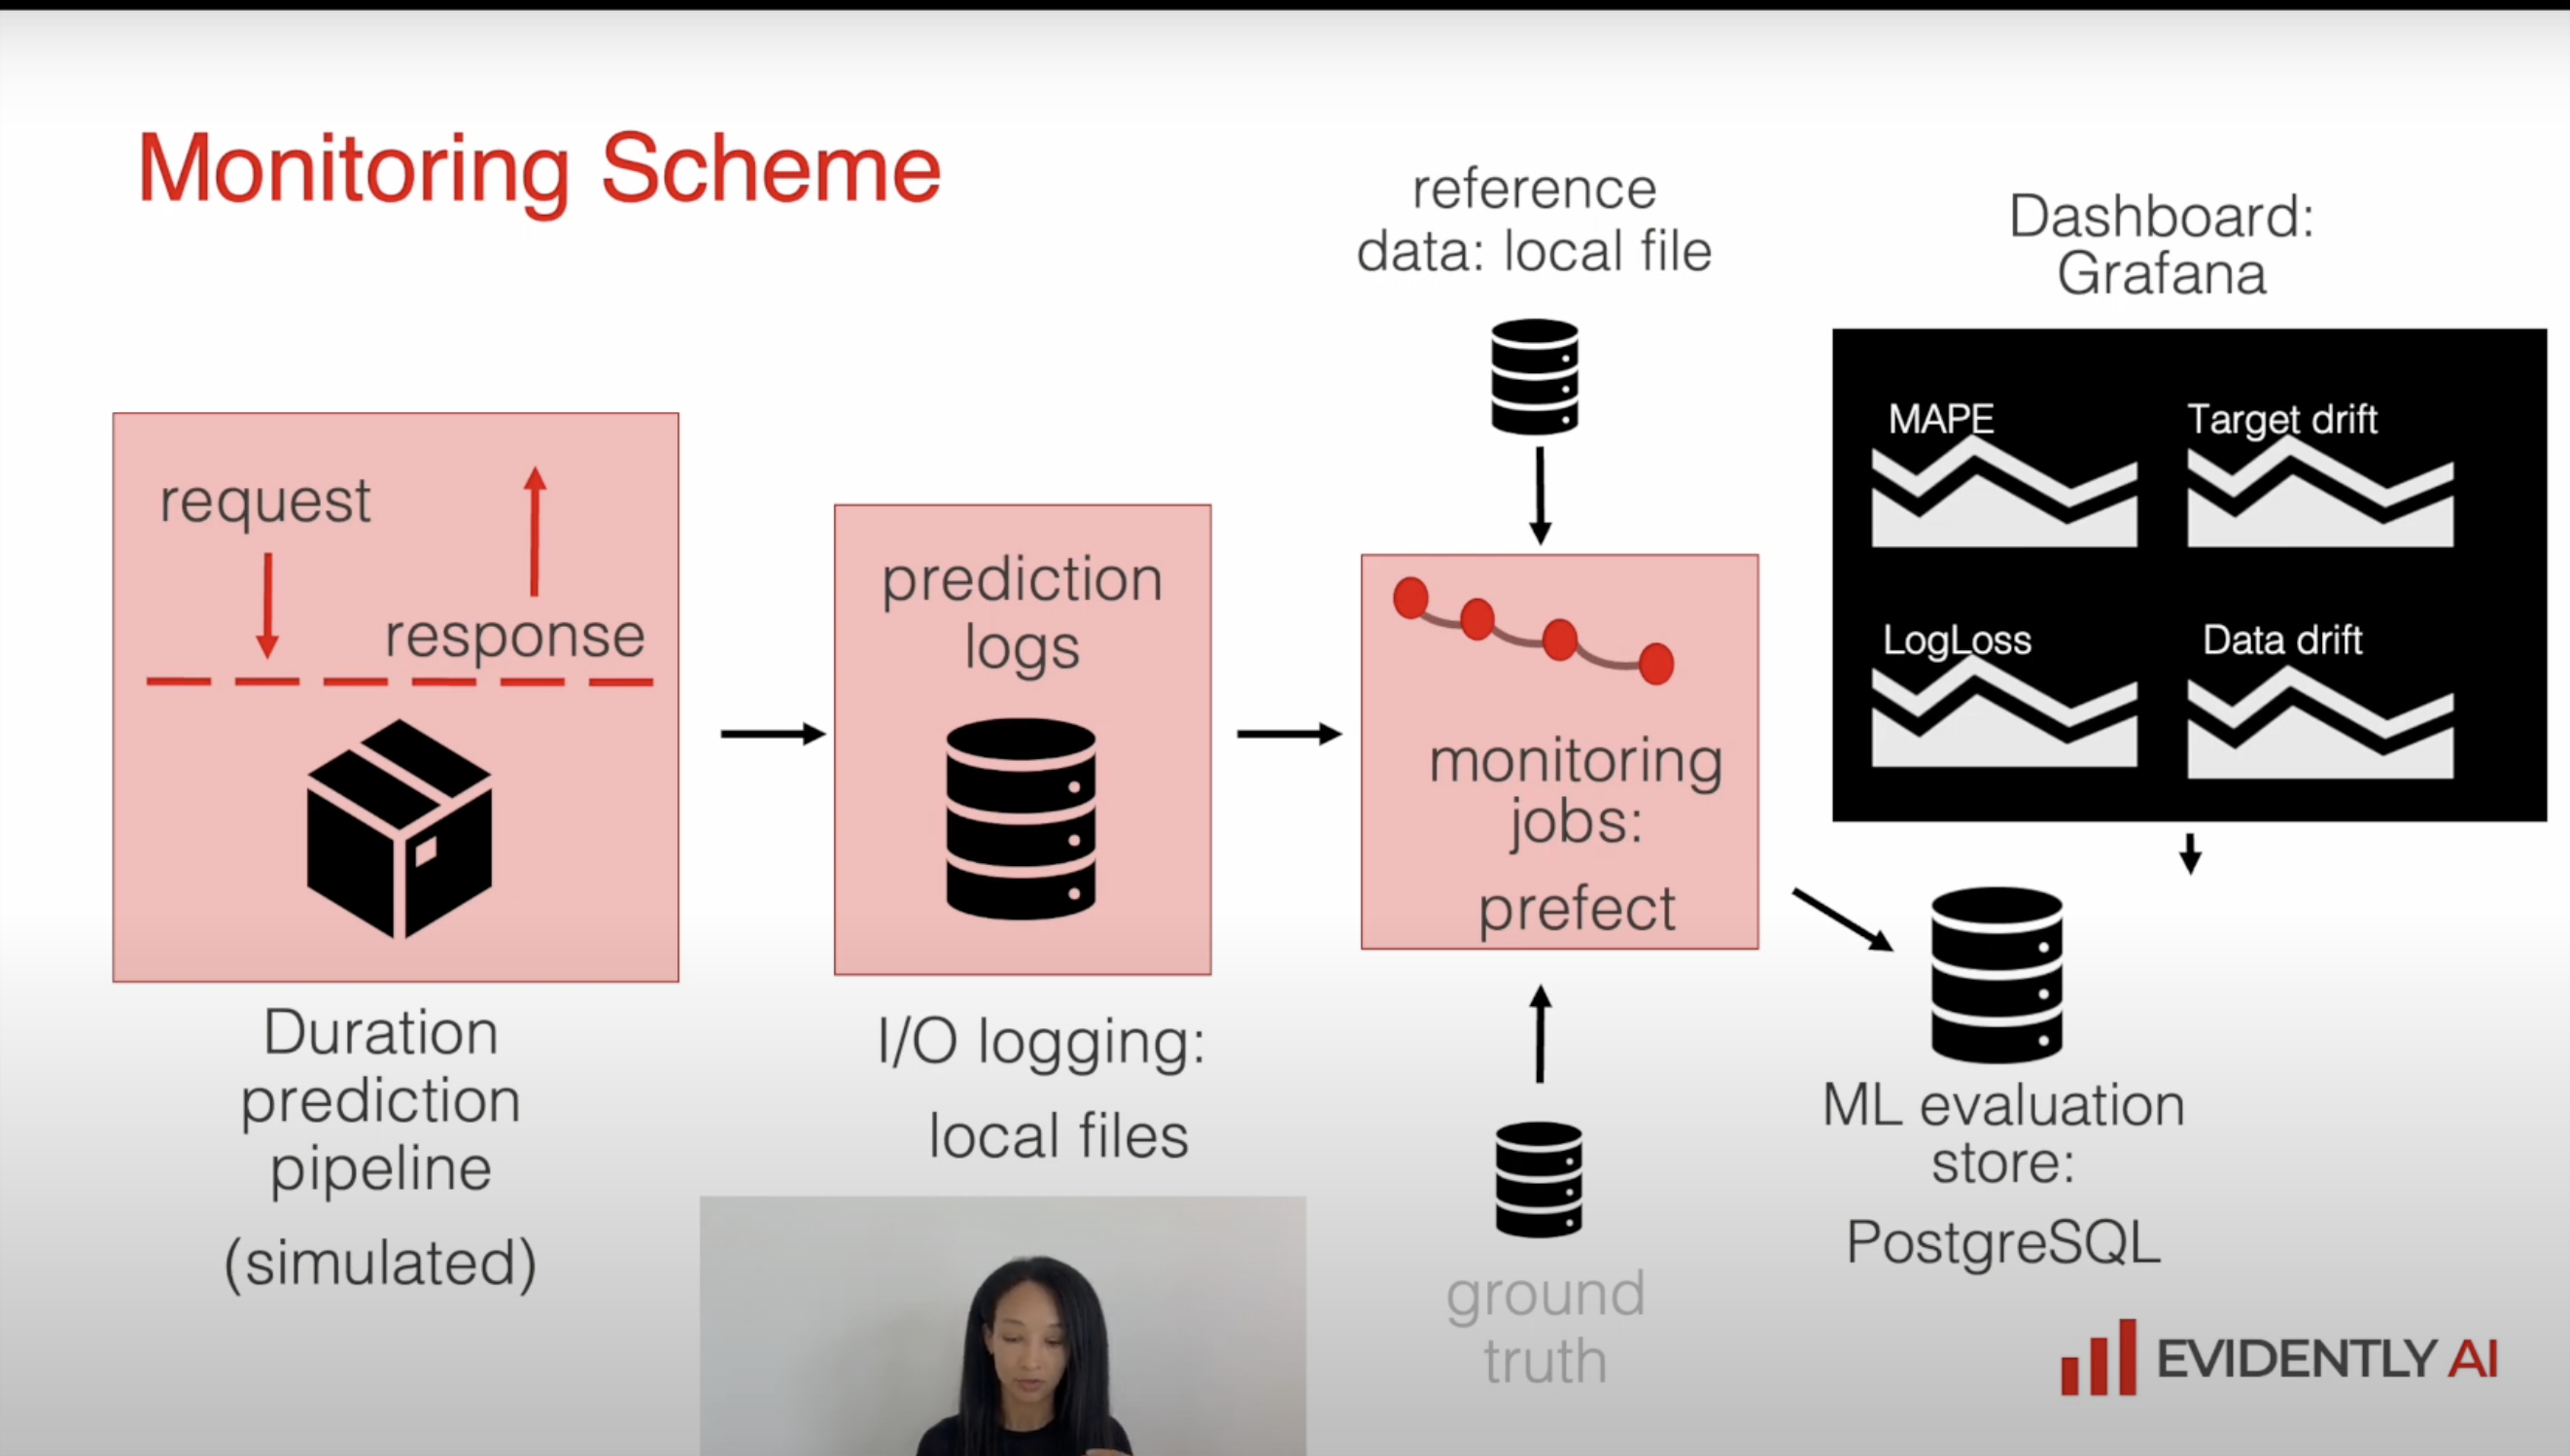 Monitoring Scheme
request
response
Duration
prediction
pipeline
(simulated)
prediction
logs
I/O logging:
local files
reference
data: local file
monitoring
jobs:
prefect
ground
truth
Dashboard:
Grafana
MAPE
Target drift
LogLoss
Data drift
ML evaluation
store:
PostgreSQL
EVIDENTLY AI